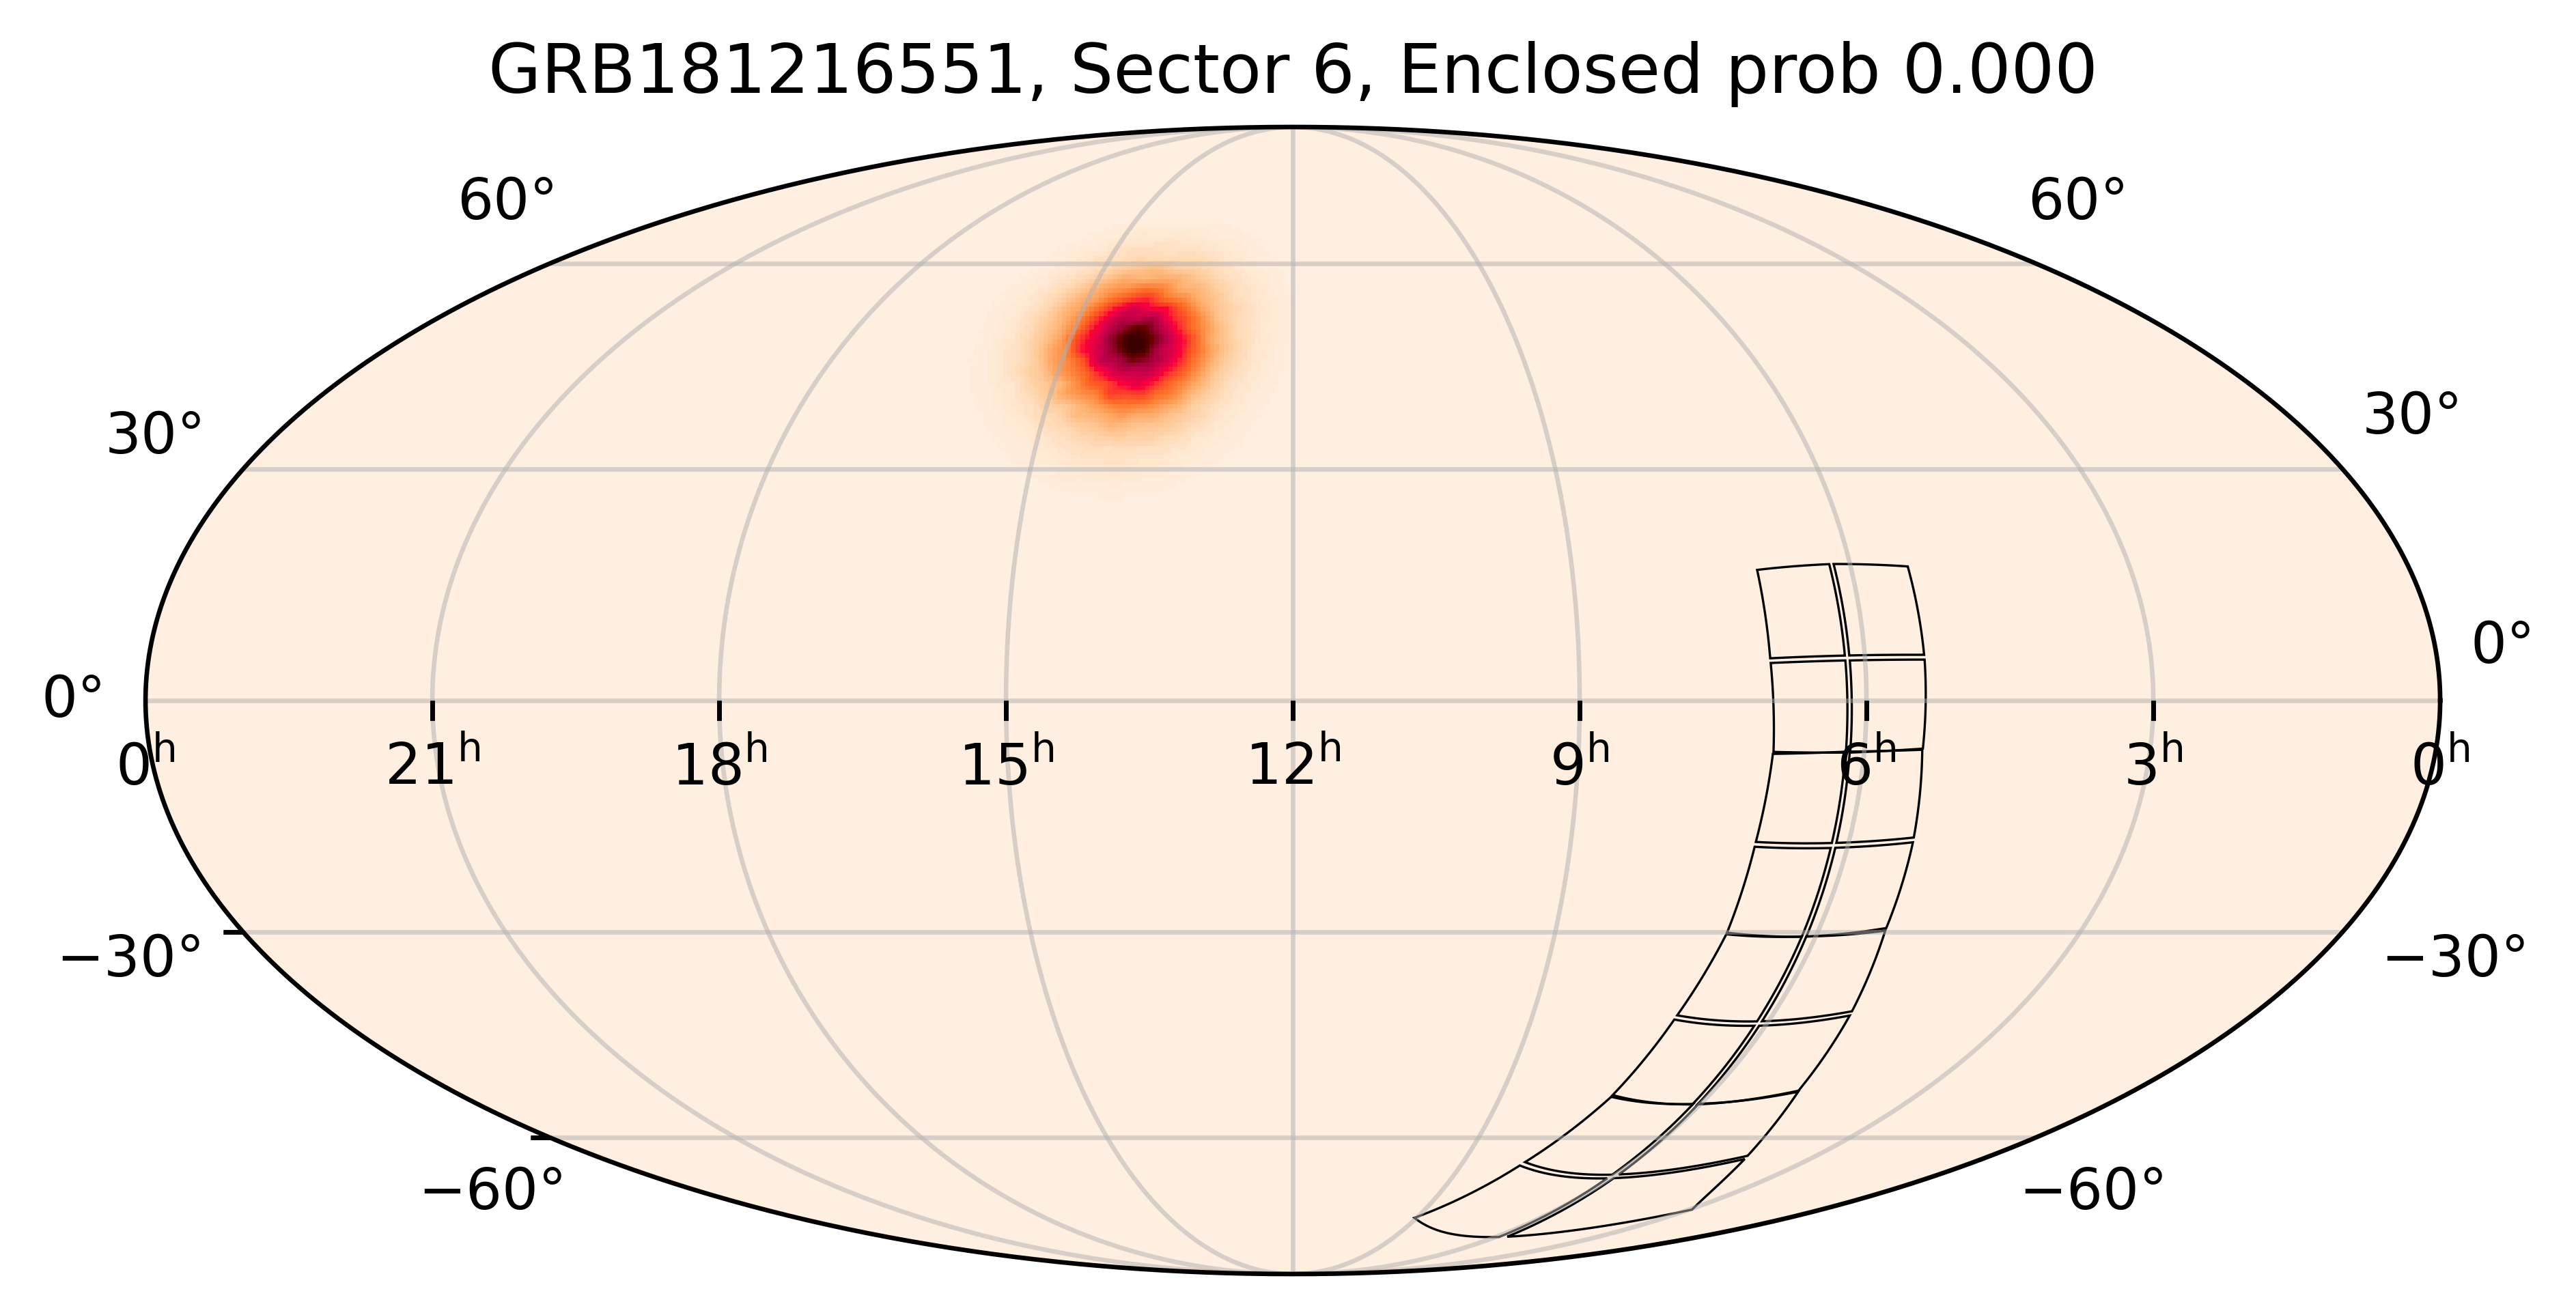 GRB181216551, Sector 6, Enclosed prob 0.000
60° 60°
30° 30°
0° 0°
0ʰ 21ʰ 18ʰ 15ʰ 12ʰ 9ʰ 6ʰ 3ʰ 0ʰ
−30° −30°
−60° −60°